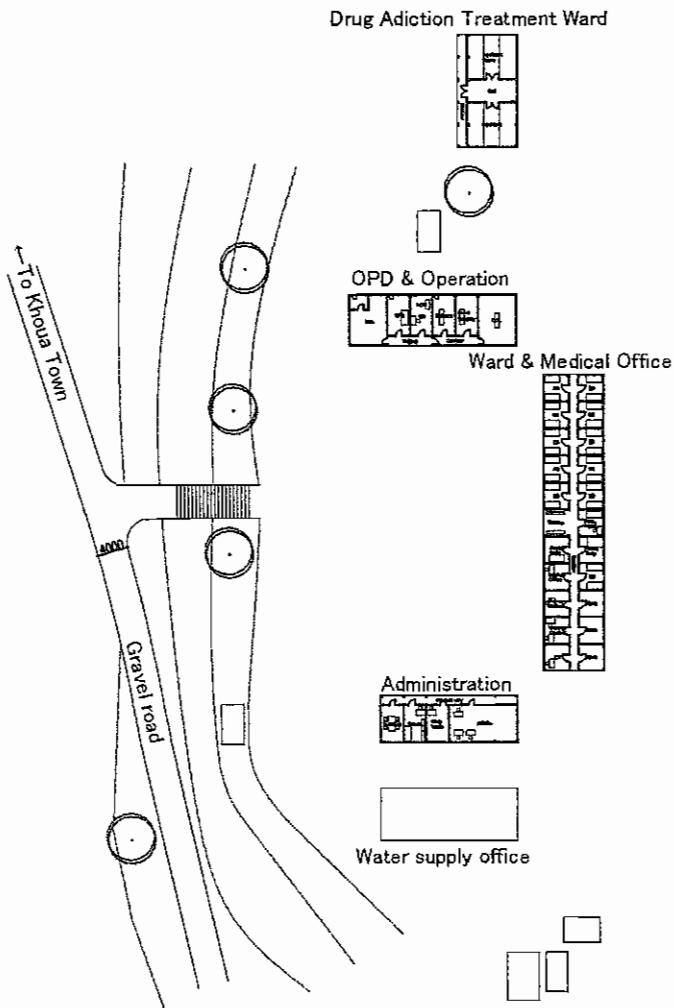 Drug Adiction Treatment Ward
OPD & Operation
←To Khoua Town
Ward & Medical Office
4000
Gravel road
Administration
Water supply office